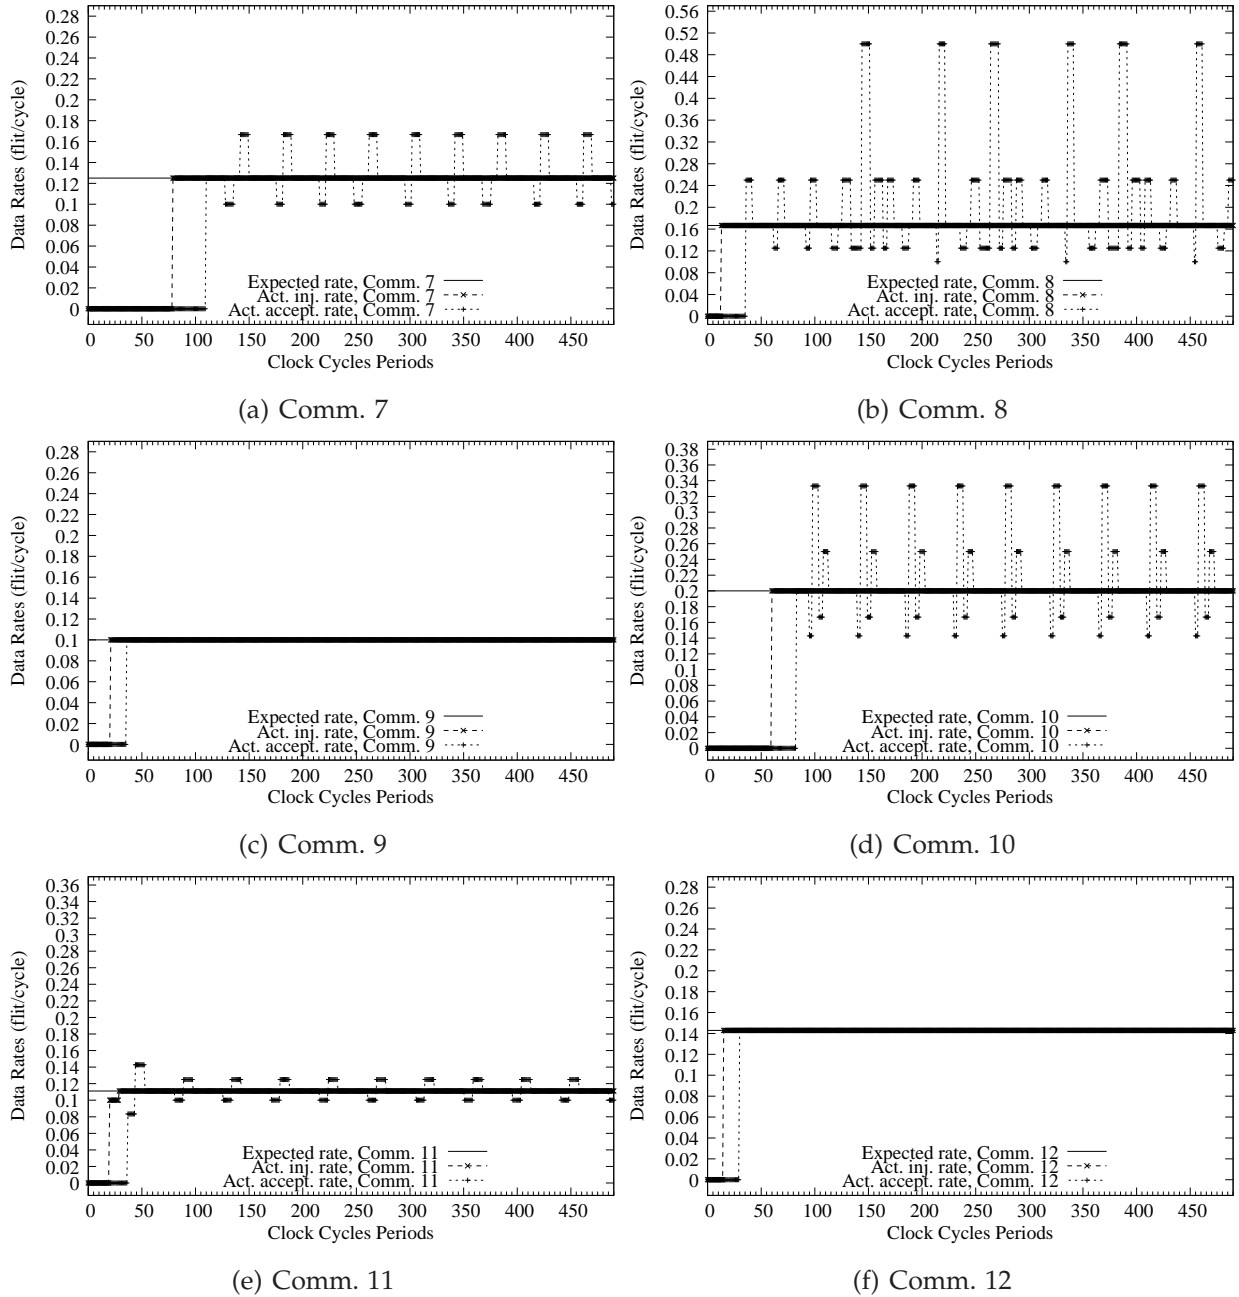 Data Rates (flit/cycle)
0.28
0.26
0.24
0.22
0.2
0.18
0.16
0.14
0.12
0.1
0.08
0.06
0.04
0.02
0
Expected rate, Comm. 7
Act. inj. rate, Comm. 7
Act. accept. rate, Comm. 7
0 50 100 150 200 250 300 350 400 450
Clock Cycles Periods
(a) Comm. 7
Data Rates (flit/cycle)
0.56
0.52
0.48
0.44
0.4
0.36
0.32
0.28
0.24
0.2
0.16
0.12
0.08
0.04
0
Expected rate, Comm. 8
Act. inj. rate, Comm. 8
Act. accept. rate, Comm. 8
0 50 100 150 200 250 300 350 400 450
Clock Cycles Periods
(b) Comm. 8
Data Rates (flit/cycle)
0.28
0.26
0.24
0.22
0.2
0.18
0.16
0.14
0.12
0.1
0.08
0.06
0.04
0.02
0
Expected rate, Comm. 9
Act. inj. rate, Comm. 9
Act. accept. rate, Comm. 9
0 50 100 150 200 250 300 350 400 450
Clock Cycles Periods
(c) Comm. 9
Data Rates (flit/cycle)
0.38
0.36
0.34
0.32
0.3
0.28
0.26
0.24
0.22
0.2
0.18
0.16
0.14
0.12
0.1
0.08
0.06
0.04
0.02
0
Expected rate, Comm. 10
Act. inj. rate, Comm. 10
Act. accept. rate, Comm. 10
0 50 100 150 200 250 300 350 400 450
Clock Cycles Periods
(d) Comm. 10
Data Rates (flit/cycle)
0.36
0.34
0.32
0.3
0.28
0.26
0.24
0.22
0.2
0.18
0.16
0.14
0.12
0.1
0.08
0.06
0.04
0.02
0
Expected rate, Comm. 11
Act. inj. rate, Comm. 11
Act. accept. rate, Comm. 11
0 50 100 150 200 250 300 350 400 450
Clock Cycles Periods
(e) Comm. 11
Data Rates (flit/cycle)
0.28
0.26
0.24
0.22
0.2
0.18
0.16
0.14
0.12
0.1
0.08
0.06
0.04
0.02
0
Expected rate, Comm. 12
Act. inj. rate, Comm. 12
Act. accept. rate, Comm. 12
0 50 100 150 200 250 300 350 400 450
Clock Cycles Periods
(f) Comm. 12